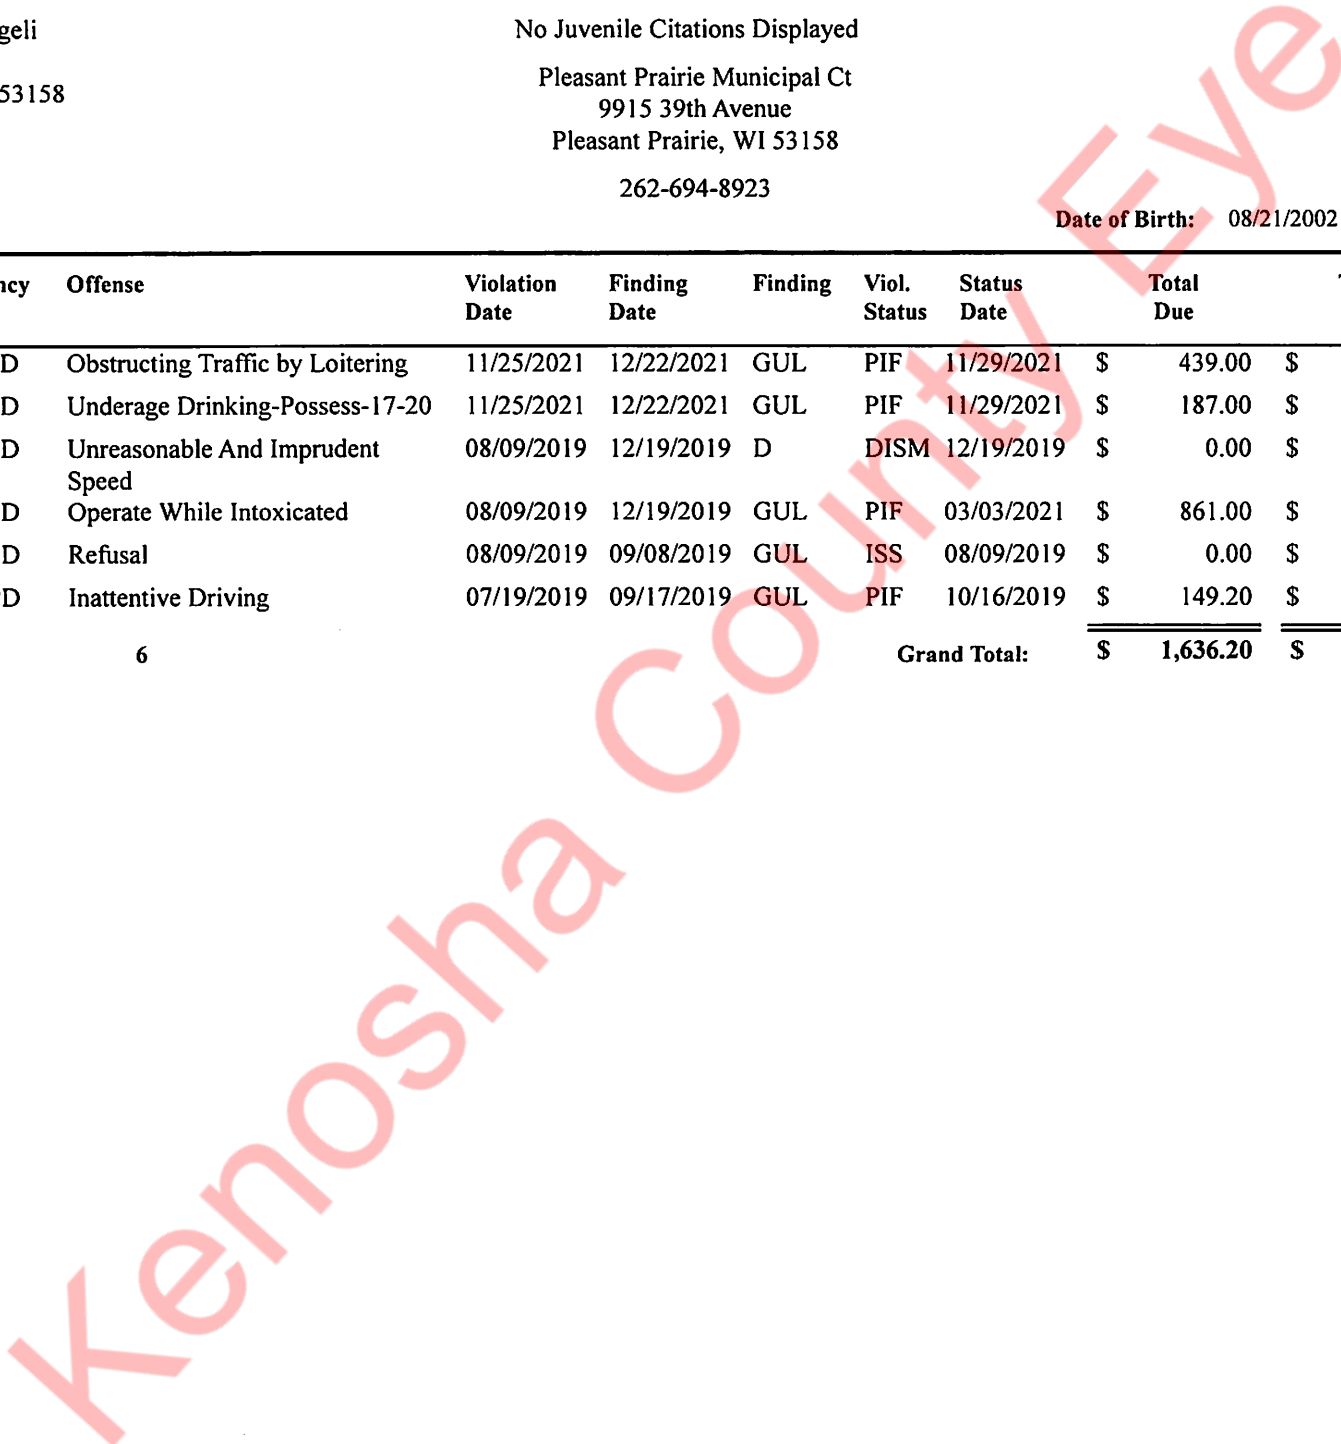 geli
No Juvenile Citations Displayed
53158
Pleasant Prairie Municipal Ct
9915 39th Avenue
Pleasant Prairie, WI 53158
262-694-8923
Date of Birth: 08/21/2002
ncy Offense Violation Date Finding Date Finding Viol. Status Status Date Total Due
D Obstructing Traffic by Loitering 11/25/2021 12/22/2021 GUL PIF 11/29/2021 $ 439.00 $
D Underage Drinking-Possess-17-20 11/25/2021 12/22/2021 GUL PIF 11/29/2021 $ 187.00 $
D Unreasonable And Imprudent 08/09/2019 12/19/2019 D DISM 12/19/2019 $ 0.00 $
Speed
D Operate While Intoxicated 08/09/2019 12/19/2019 GUL PIF 03/03/2021 $ 861.00 $
D Refusal 08/09/2019 09/08/2019 GUL ISS 08/09/2019 $ 0.00 $
D Inattentive Driving 07/19/2019 09/17/2019 GUL PIF 10/16/2019 $ 149.20 $
6 Grand Total: $ 1,636.20 $
Kenosha County Eye